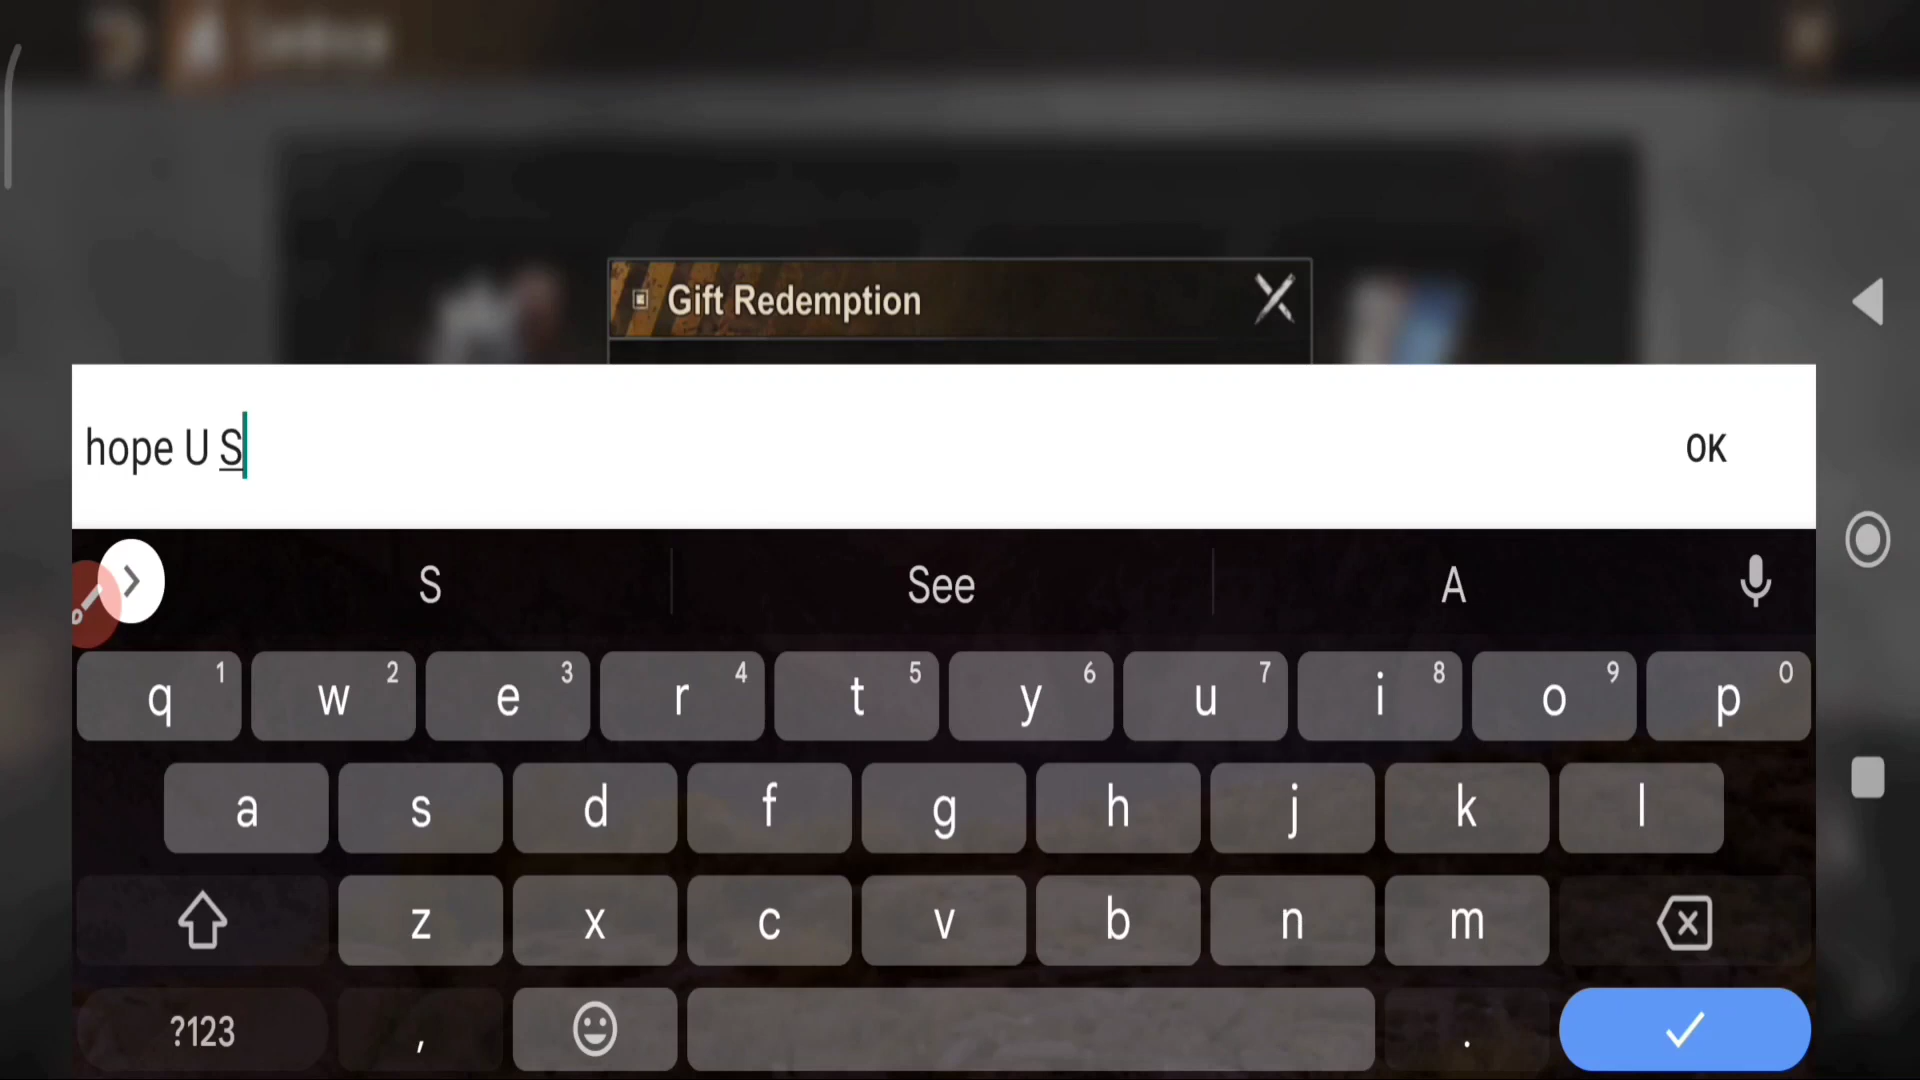 Gift Redemption
hope U S
OK
S See A
q 1 w 2 e 3 r 4 t 5 y 6 u 7 i 8 o 9 p 0
a s d f g h j k l
z x c v b n m
?123 , .